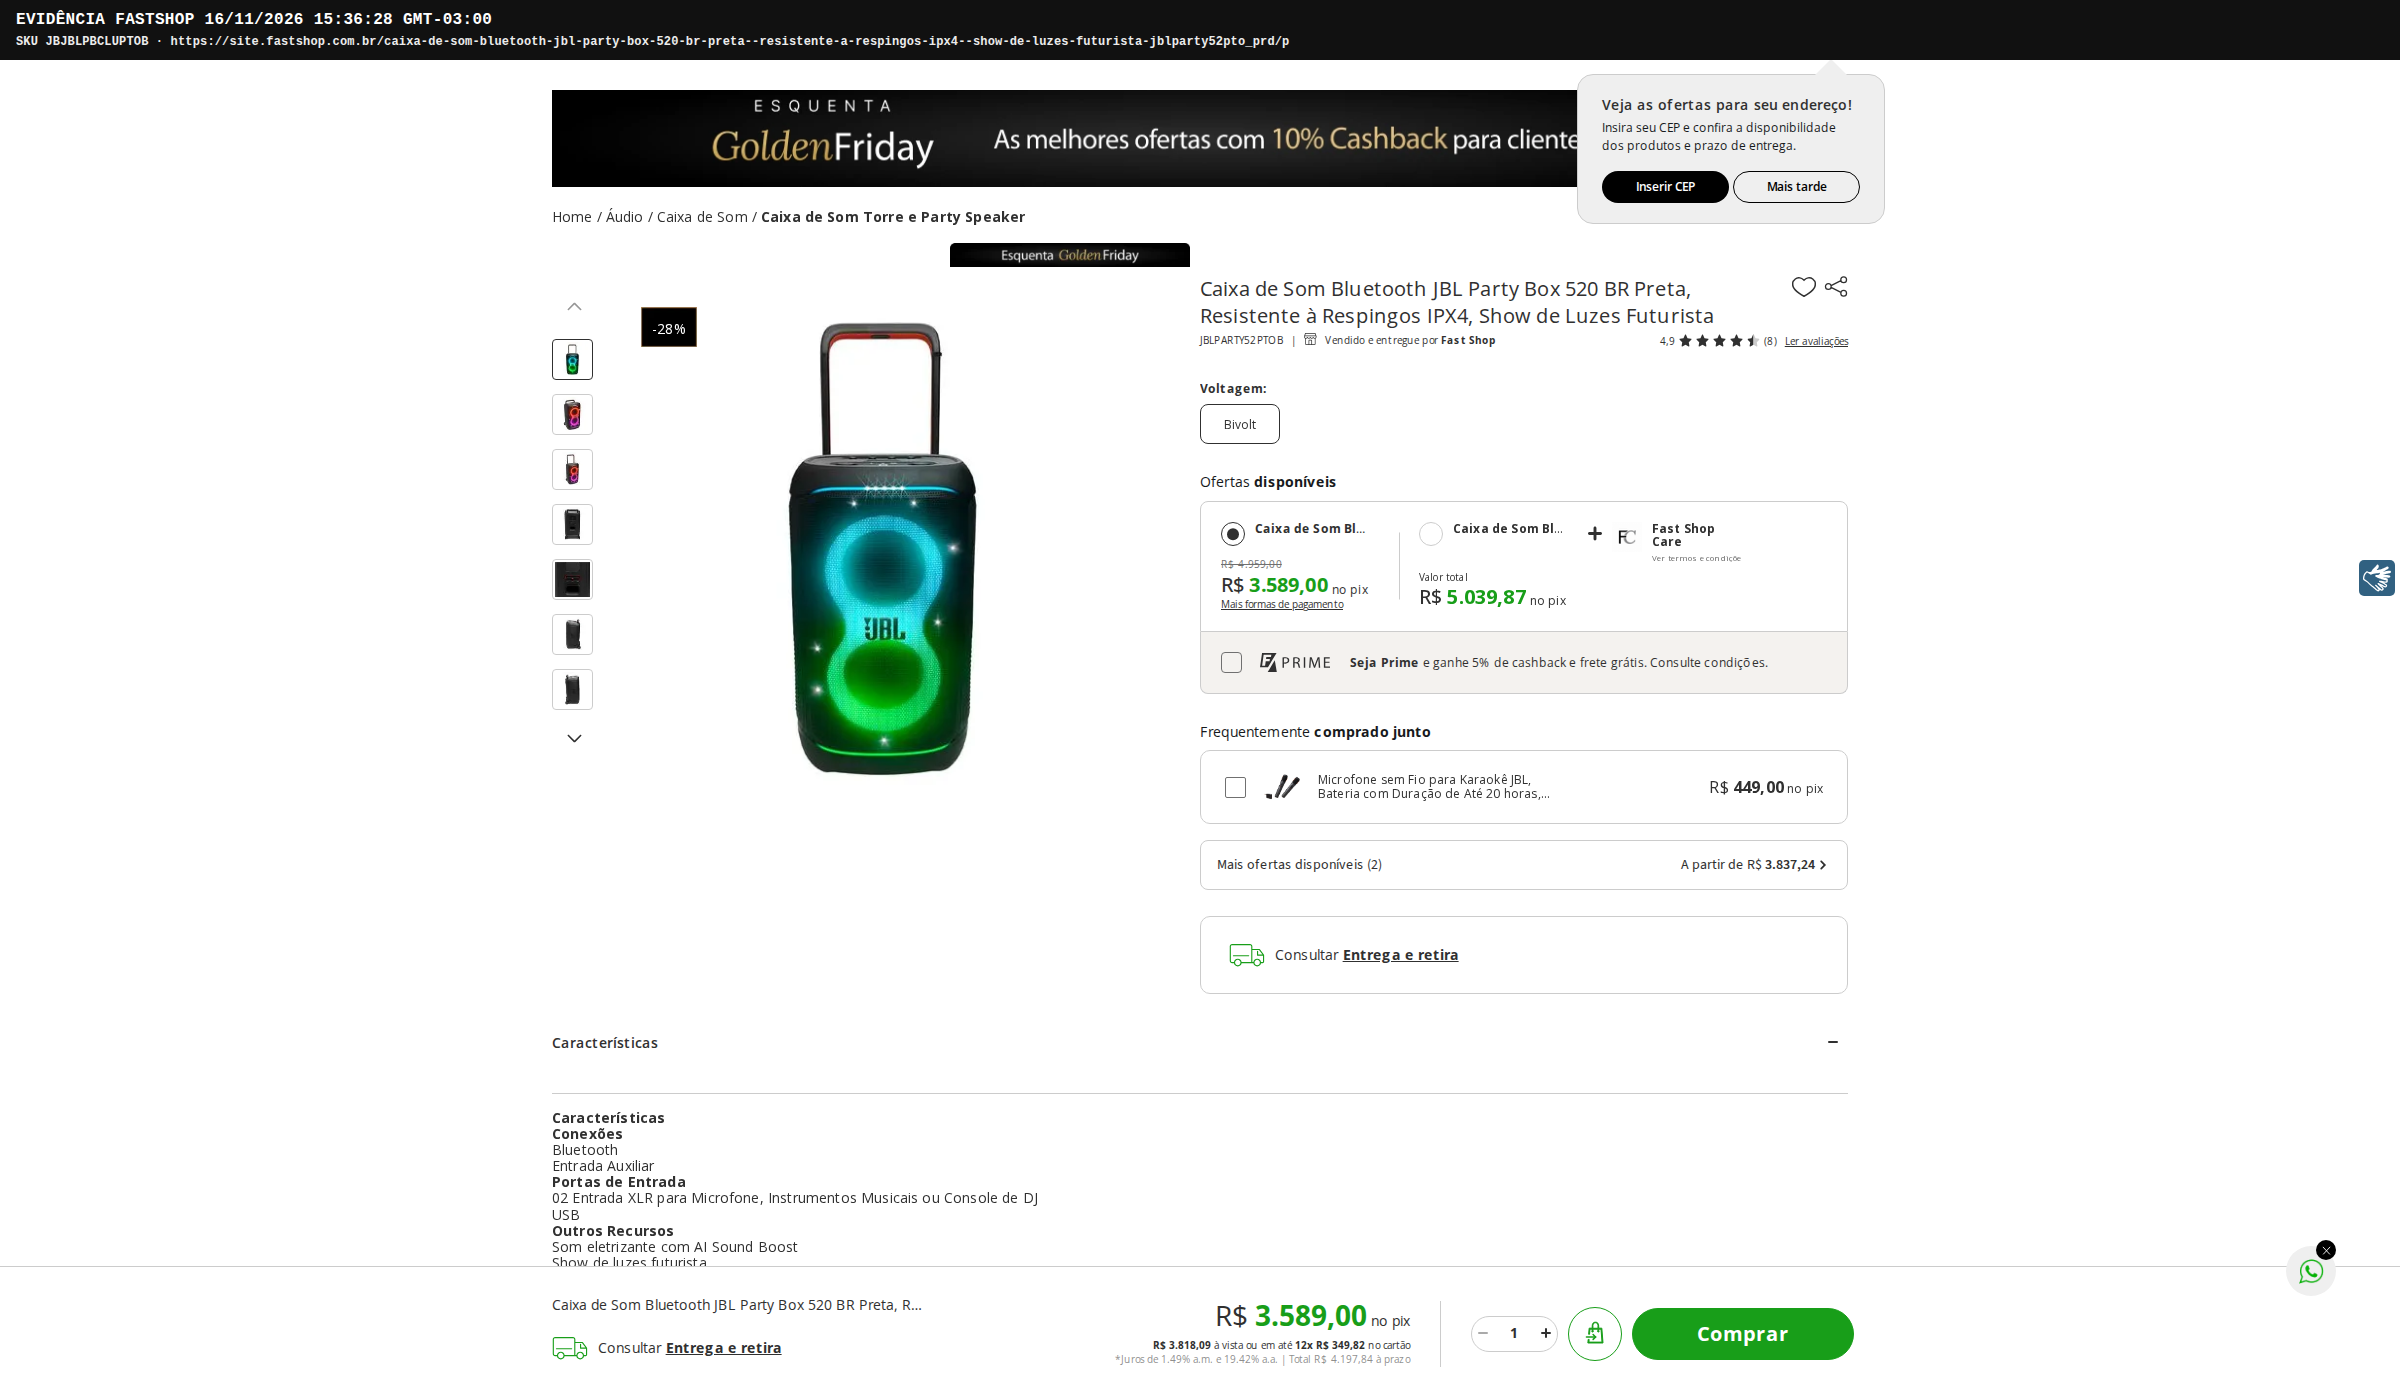 EVIDÊNCIA FASTSHOP 16/11/2026 15:36:28 GMT-03:00
SKU JBJBLPBCLUPTOB · https://site.fastshop.com.br/caixa-de-som-bluetooth-jbl-party-box-520-br-preta--resistente-a-respingos-ipx4--show-de-luzes-futurista-jblparty52pto_prd/p
ESQUENTA
GoldenFriday
As melhores ofertas com 10% Cashback para cliente
Veja as ofertas para seu endereço!
Insira seu CEP e confira a disponibilidade
dos produtos e prazo de entrega.
Inserir CEP
Mais tarde
Home / Áudio / Caixa de Som / Caixa de Som Torre e Party Speaker
Esquenta GoldenFriday
-28%
JBL
Caixa de Som Bluetooth JBL Party Box 520 BR Preta,
Resistente à Respingos IPX4, Show de Luzes Futurista
JBLPARTY52PTOB | Vendido e entregue por Fast Shop
4,9 (8) Ler avaliações
Voltagem:
Bivolt
Ofertas disponíveis
Caixa de Som Bl...
R$ 4.959,00
R$ 3.589,00 no pix
Mais formas de pagamento
Caixa de Som Bl...
+
FC
Fast Shop
Care
Ver termos e condiçõe
Valor total
R$ 5.039,87 no pix
PRIME
Seja Prime e ganhe 5% de cashback e frete grátis. Consulte condições.
Frequentemente comprado junto
Microfone sem Fio para Karaokê JBL,
Bateria com Duração de Até 20 horas,...
R$ 449,00 no pix
Mais ofertas disponíveis (2)
A partir de R$ 3.837,24
Consultar Entrega e retira
Características
Características
Conexões
Bluetooth
Entrada Auxiliar
Portas de Entrada
02 Entrada XLR para Microfone, Instrumentos Musicais ou Console de DJ
USB
Outros Recursos
Som eletrizante com AI Sound Boost
Show de luzes futurista
Caixa de Som Bluetooth JBL Party Box 520 BR Preta, R...
Consultar Entrega e retira
R$ 3.589,00 no pix
R$ 3.818,09 à vista ou em até 12x R$ 349,82 no cartão
*Juros de 1.49% a.m. e 19.42% a.a. | Total R$ 4.197,84 à prazo
1
Comprar